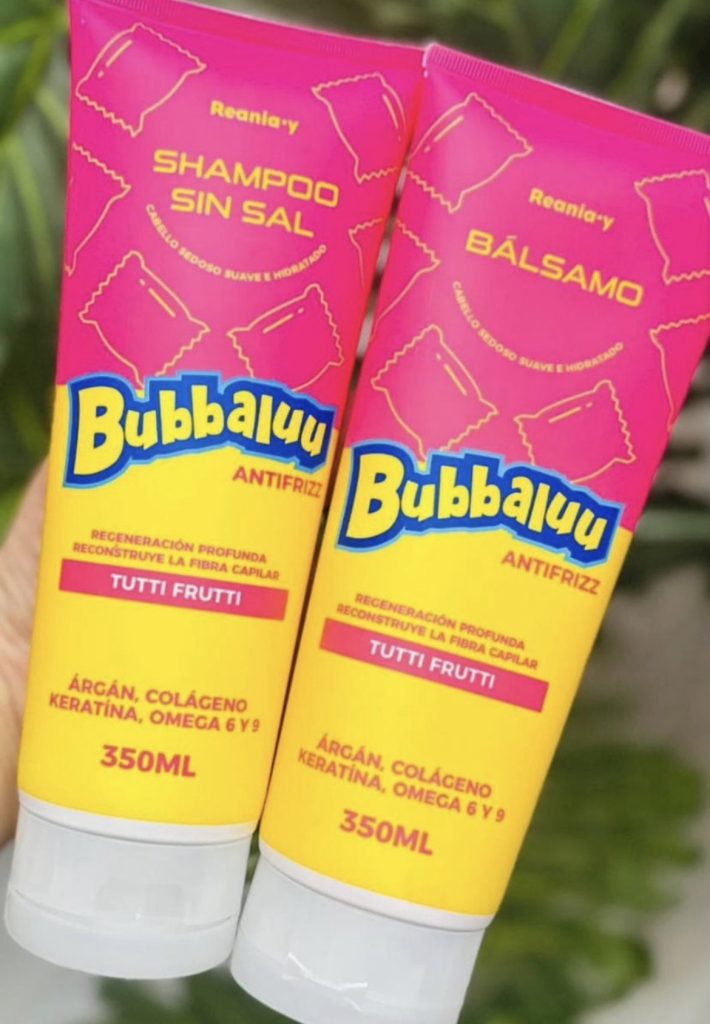 Reania•y
SHAMPOO
SIN SAL
CABELLO SEDOSO SUAVE E HIDRATADO
Bubbaluu
ANTIFRIZZ
REGENERACIÓN PROFUNDA
RECONSTRUYE LA FIBRA CAPILAR
TUTTI FRUTTI
ÁRGÁN, COLÁGENO
KERATÍNA, OMEGA 6 Y 9
350ML
Reania•y
BÁLSAMO
CABELLO SEDOSO SUAVE E HIDRATADO
Bubbaluu
ANTIFRIZZ
REGENERACIÓN PROFUNDA
RECONSTRUYE LA FIBRA CAPILAR
TUTTI FRUTTI
ÁRGÁN, COLÁGENO
KERATÍNA, OMEGA 6 Y 9
350ML